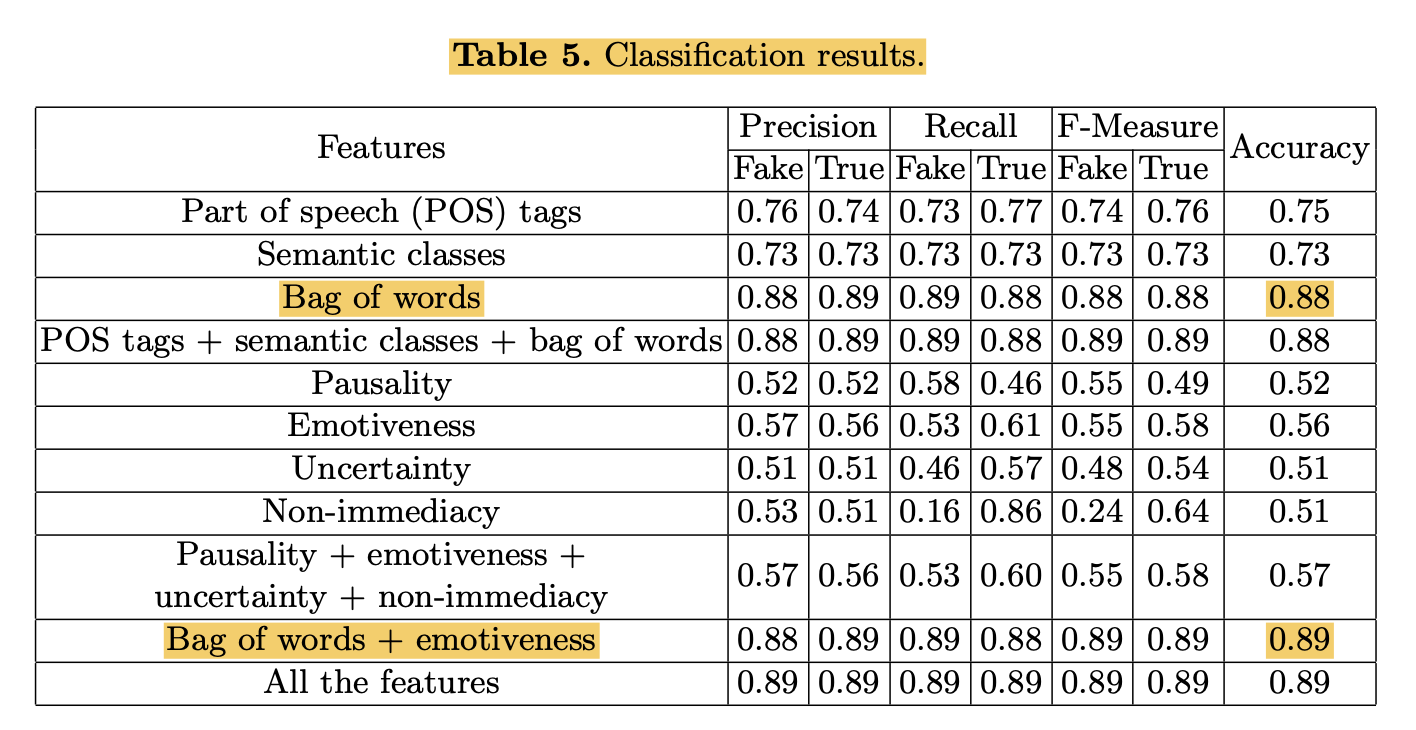 Table 5. Classification results.
Features Precision Recall F-Measure Accuracy
Fake True Fake True Fake True
Part of speech (POS) tags 0.76 0.74 0.73 0.77 0.74 0.76 0.75
Semantic classes 0.73 0.73 0.73 0.73 0.73 0.73 0.73
Bag of words 0.88 0.89 0.89 0.88 0.88 0.88 0.88
POS tags + semantic classes + bag of words 0.88 0.89 0.89 0.88 0.89 0.89 0.88
Pausality 0.52 0.52 0.58 0.46 0.55 0.49 0.52
Emotiveness 0.57 0.56 0.53 0.61 0.55 0.58 0.56
Uncertainty 0.51 0.51 0.46 0.57 0.48 0.54 0.51
Non-immediacy 0.53 0.51 0.16 0.86 0.24 0.64 0.51
Pausality + emotiveness +
uncertainty + non-immediacy 0.57 0.56 0.53 0.60 0.55 0.58 0.57
Bag of words + emotiveness 0.88 0.89 0.89 0.88 0.89 0.89 0.89
All the features 0.89 0.89 0.89 0.89 0.89 0.89 0.89